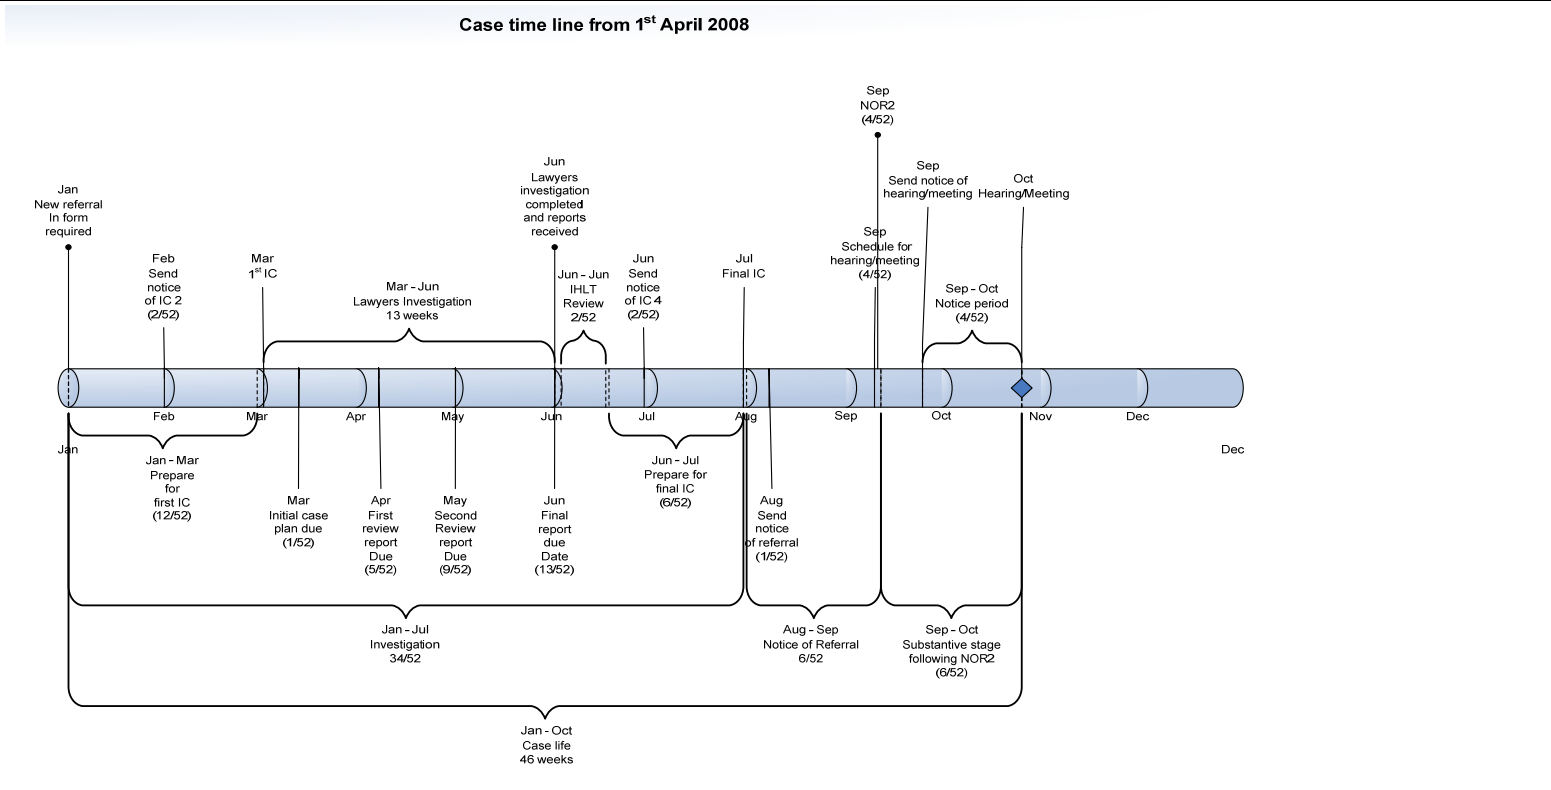 Case time line from 1st April 2008
Sep
NOR2
(4/52)
Jun
Lawyers
investigation
completed
and reports
received
Sep
Send notice of
hearing/meeting
Oct
Hearing/Meeting
Jan
New referral
In form
required
Sep
Schedule for
hearing/meeting
(4/52)
Feb
Send
notice
of IC 2
(2/52)
Mar
1st IC
Mar – Jun
Lawyers Investigation
13 weeks
Jun – Jun
IHLT
Review
2/52
Jun
Send
notice
of IC 4
(2/52)
Jul
Final IC
Sep – Oct
Notice period
(4/52)
Feb
Mar
Apr
May
Jun
Jul
Aug
Sep
Oct
Nov
Dec
Jan
Dec
Jan – Mar
Prepare
for
first IC
(12/52)
Jun – Jul
Prepare for
final IC
(6/52)
Mar
Initial case
plan due
(1/52)
Apr
First
review
report
Due
(5/52)
May
Second
Review
report
Due
(9/52)
Jun
Final
report
due
Date
(13/52)
Aug
Send
notice
of referral
(1/52)
Jan – Jul
Investigation
34/52
Aug – Sep
Notice of Referral
6/52
Sep – Oct
Substantive stage
following NOR2
(6/52)
Jan – Oct
Case life
46 weeks